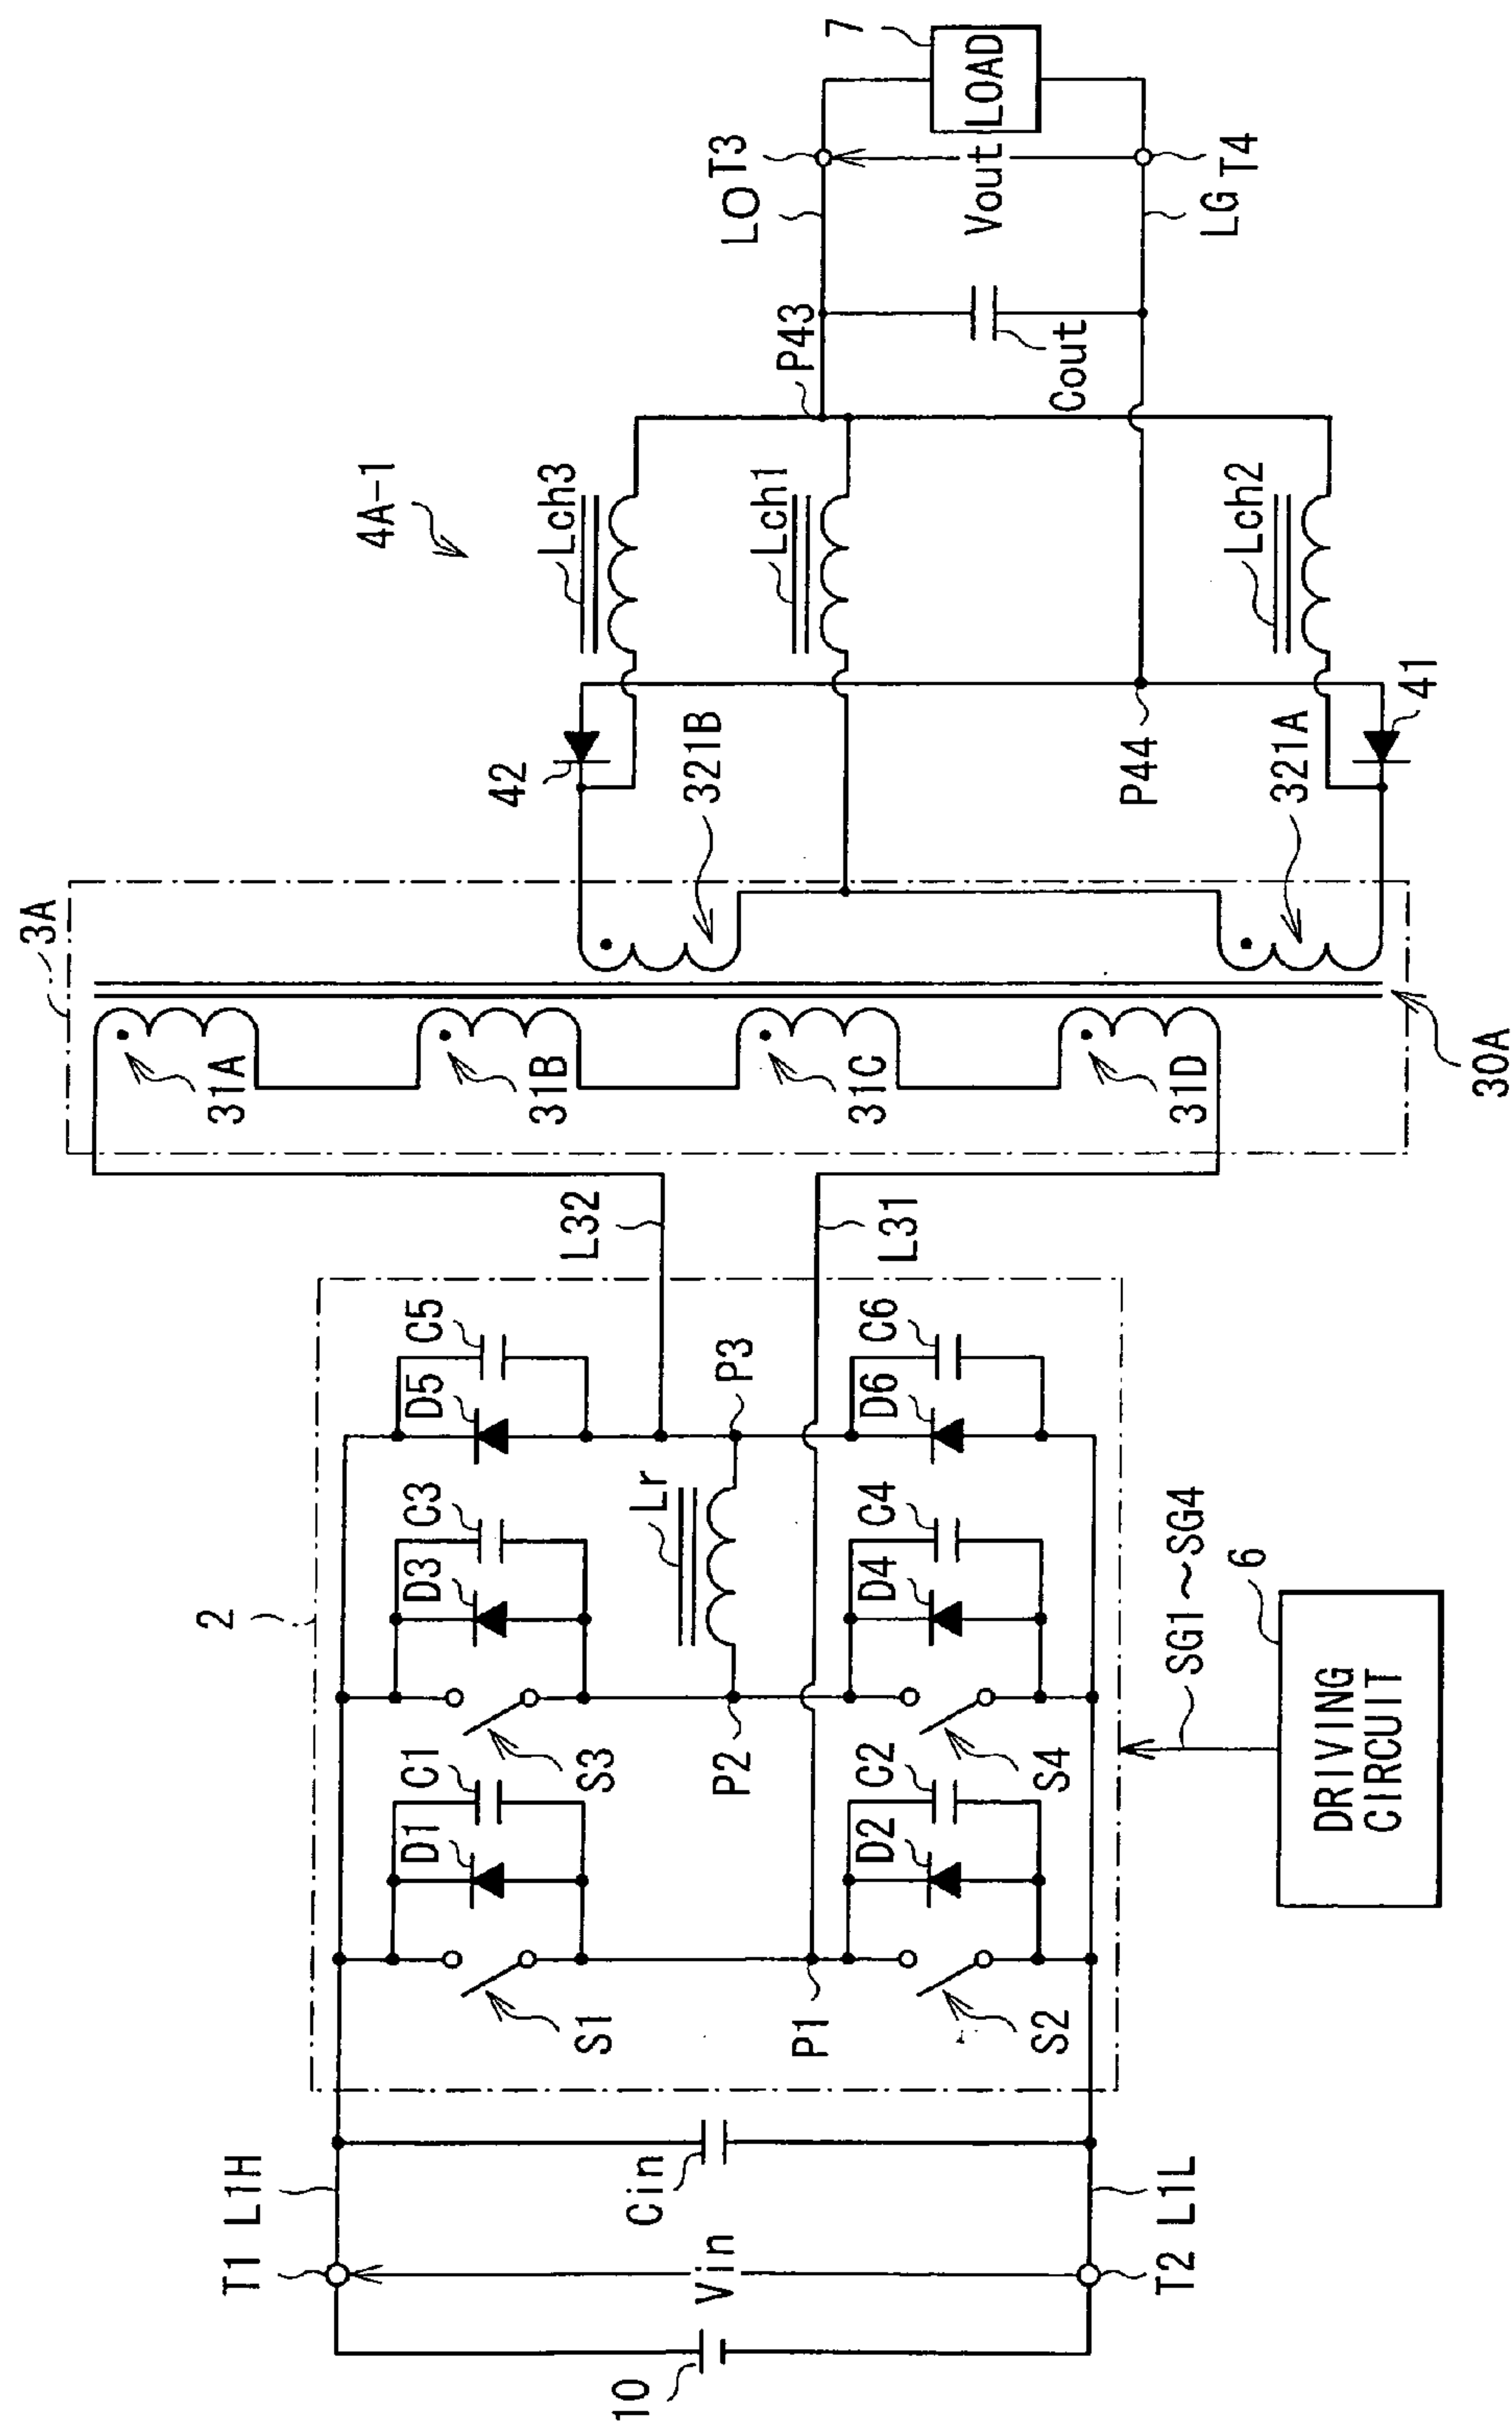 T1
L1H
Vin
10
Cin
T2
L1L
2
S1
D1
C1
S3
D3
C3
D5
C5
P1
P2
Lr
P3
S2
D2
C2
S4
D4
C4
D6
C6
SG1~SG4
6
DRIVING
CIRCUIT
L32
L31
3A
31A
31B
31C
31D
30A
321B
321A
42
41
4A-1
Lch3
Lch1
Lch2
P44
P43
Cout
LO
T3
Vout
LG
T4
7
LOAD